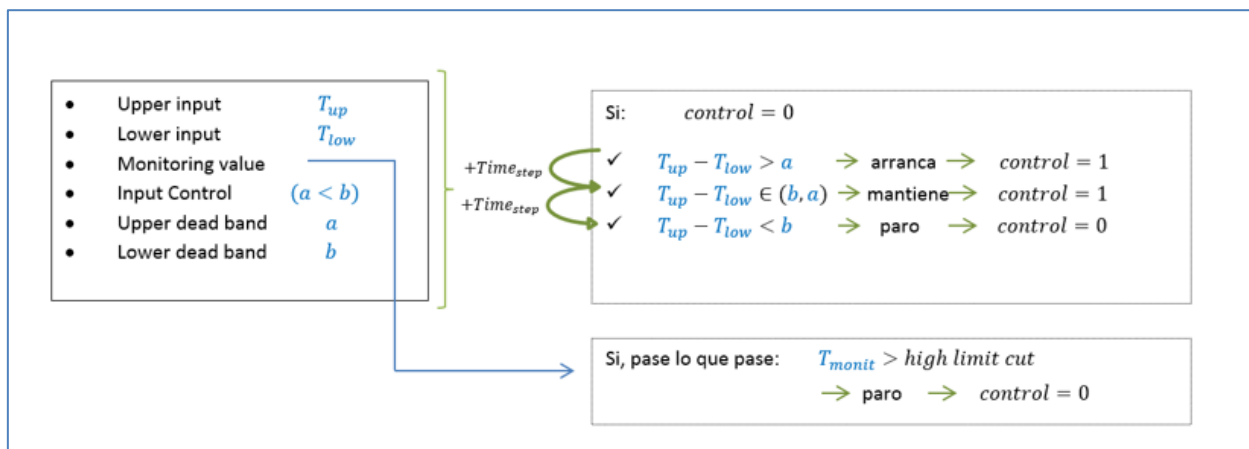 • Upper input T_up
• Lower input T_low
• Monitoring value
• Input Control (a < b)
• Upper dead band a
• Lower dead band b
+Time_step
+Time_step
Si: control = 0
✓ T_up − T_low > a → arranca → control = 1
✓ T_up − T_low ∈ (b, a) → mantiene → control = 1
✓ T_up − T_low < b → paro → control = 0
Si, pase lo que pase: T_monit > high limit cut
→ paro → control = 0